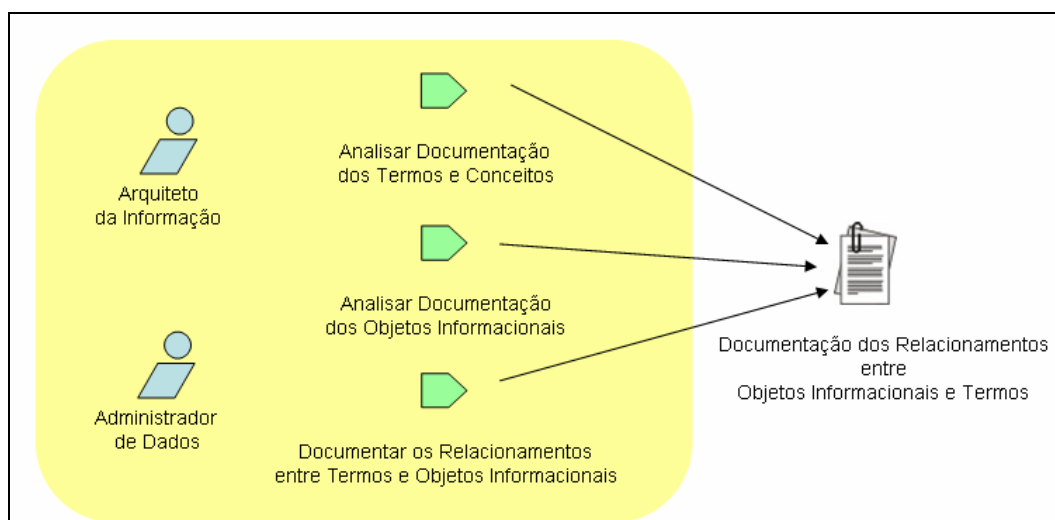 Analisar Documentação
dos Termos e Conceitos
Arquiteto
da Informação
Analisar Documentação
dos Objetos Informacionais
Documentação dos Relacionamentos
entre
Objetos Informacionais e Termos
Administrador
de Dados
Documentar os Relacionamentos
entre Termos e Objetos Informacionais